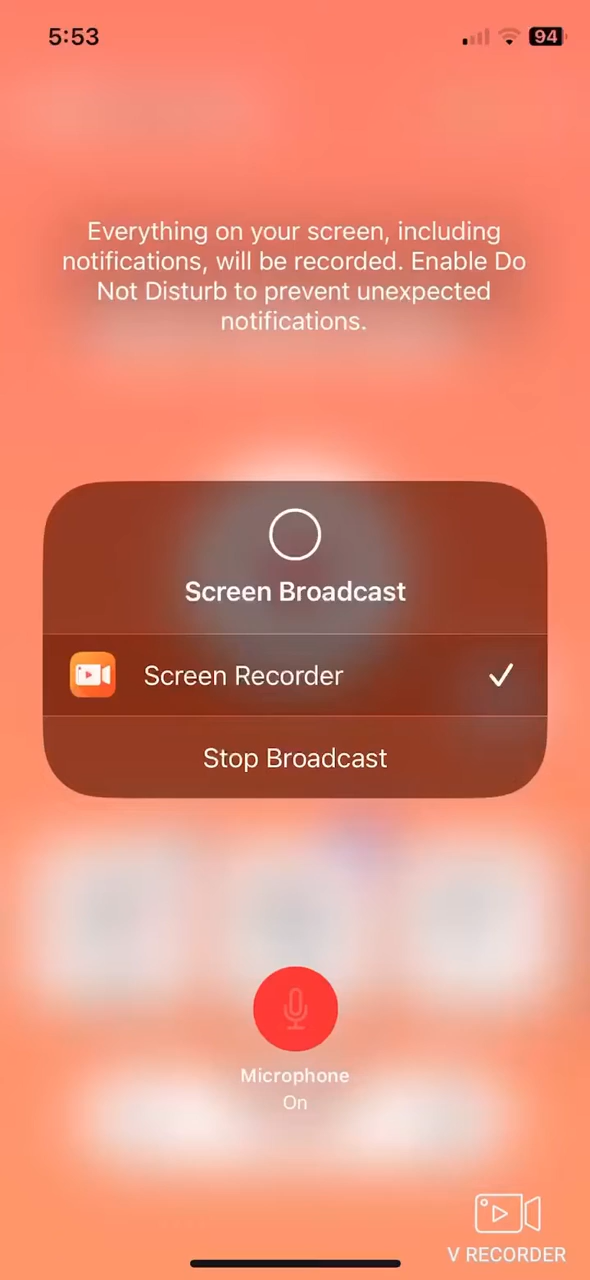 5:53
94
Everything on your screen, including
notifications, will be recorded. Enable Do
Not Disturb to prevent unexpected
notifications.
Screen Broadcast
Screen Recorder
Stop Broadcast
Microphone
On
V RECORDER